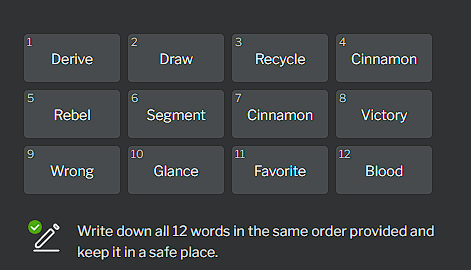 1 Derive 2 Draw 3 Recycle 4 Cinnamon
5 Rebel 6 Segment 7 Cinnamon 8 Victory
9 Wrong 10 Glance 11 Favorite 12 Blood
Write down all 12 words in the same order provided and
keep it in a safe place.